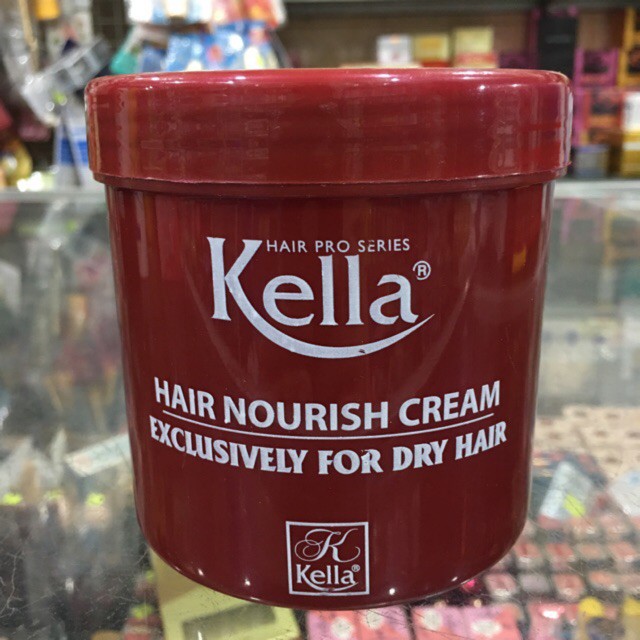 HAIR PRO SERIES
Kella®
HAIR NOURISH CREAM
EXCLUSIVELY FOR DRY HAIR
K
Kella®